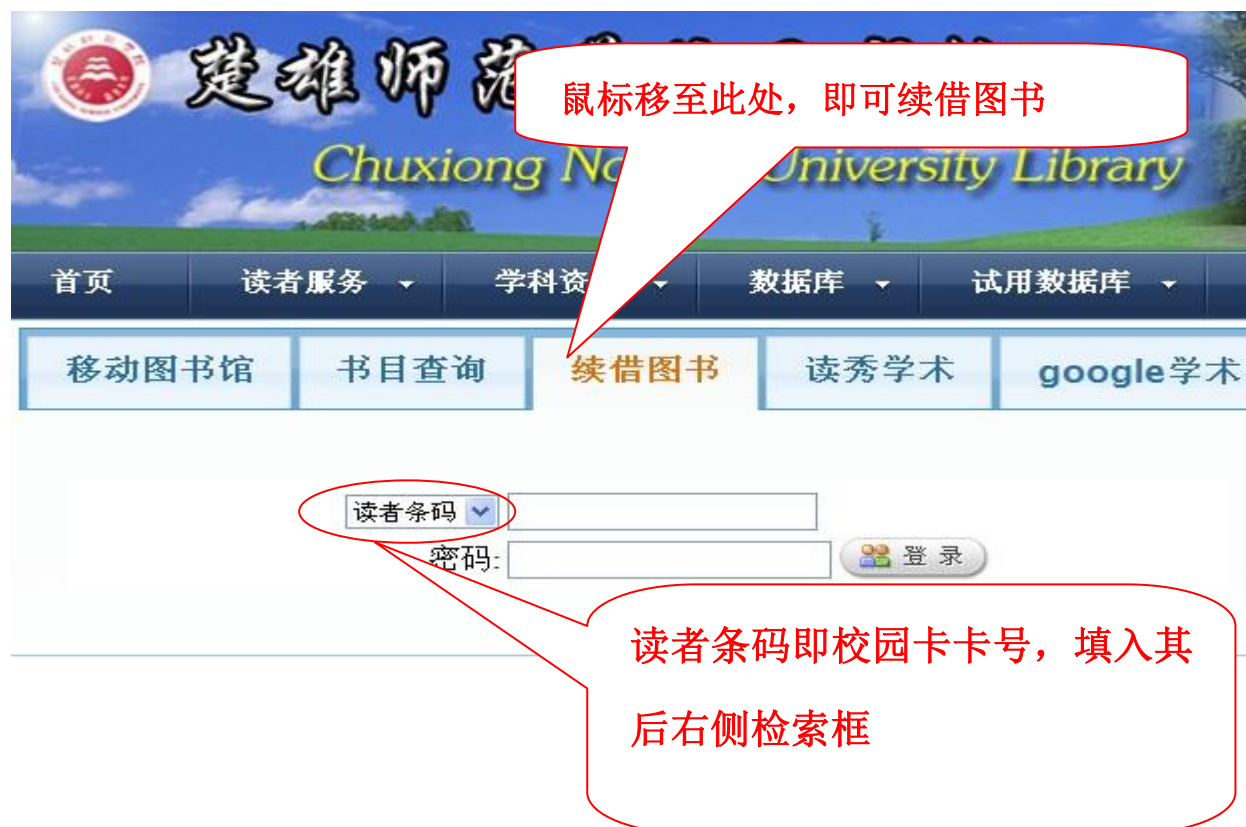 楚雄师范
鼠标移至此处，即可续借图书
Chuxiong University Library
首页 读者服务 学科资 数据库 试用数据库
移动图书馆 书目查询 续借图书 读秀学术 google学术
读者条码
密码: 登 录
读者条码即校园卡卡号，填入其
后右侧检索框